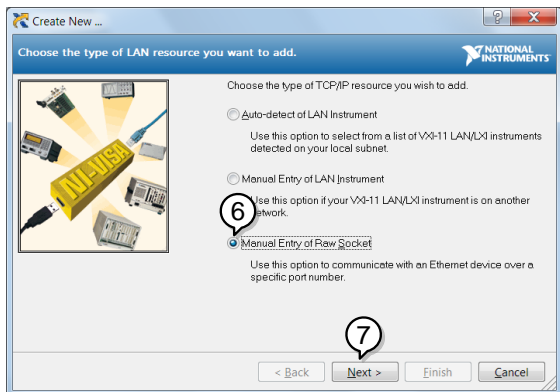 Create New ...
Choose the type of LAN resource you want to add.
NATIONAL
INSTRUMENTS
Choose the type of TCP/IP resource you wish to add.
Auto-detect of LAN Instrument
Use this option to select from a list of VXI-11 LAN/LXI instruments
detected on your local subnet.
Manual Entry of LAN Instrument
Use this option if your VXI-11 LAN/LXI instrument is on another
network.
6
Manual Entry of Raw Socket
Use this option to communicate with an Ethernet device over a
specific port number.
NI-VISA
7
< Back
Next >
Finish
Cancel